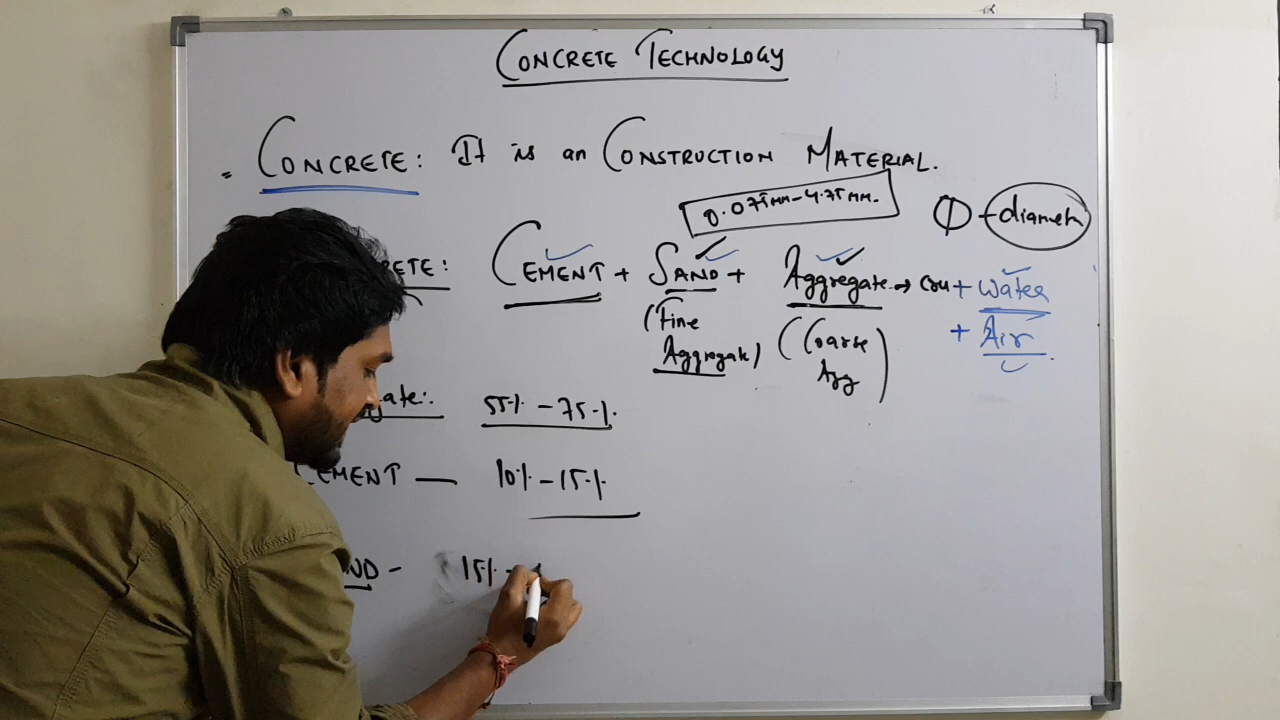 CONCRETE TECHNOLOGY
= CONCRETE: It is an CONSTRUCTION MATERIAL.
0.075MM-4.75MM.
Φ → diameter
RETE: CEMENT + SAND + Aggregate → Cru + Water
(Fine Aggregate)
(Coarse Agg)
+ Air.
gate:. 55% - 75%.
CEMENT — 10% - 15%
ND - 15% -